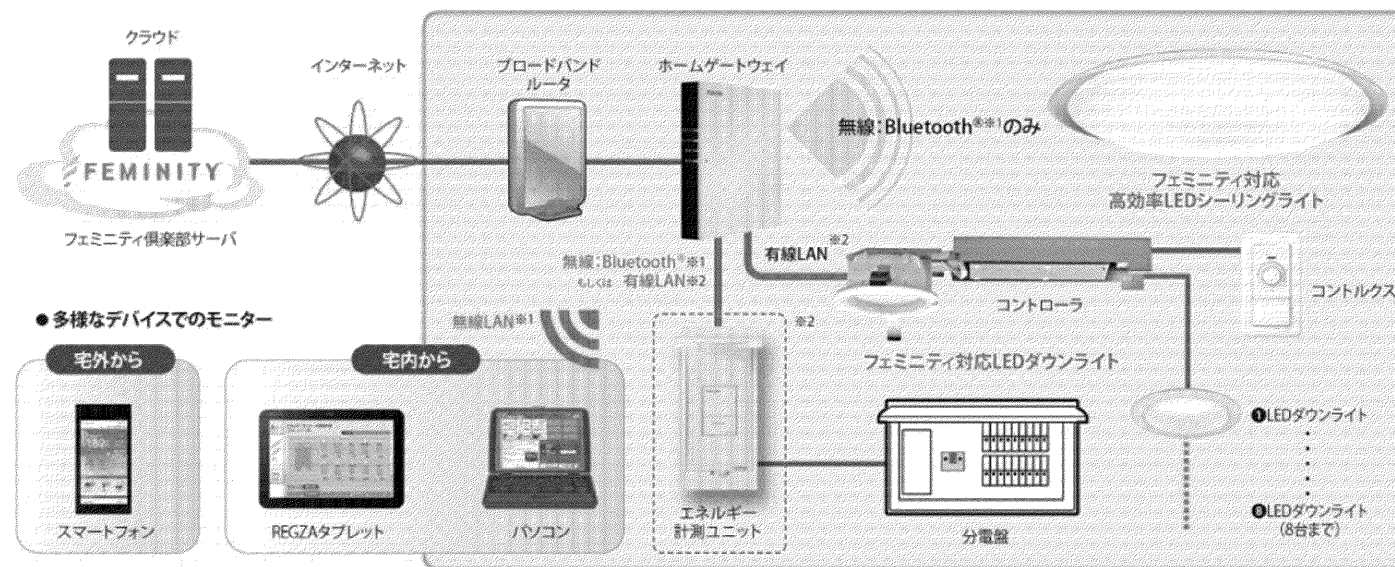 クラウド
FEMINITY
フェミニティ倶楽部サーバ
インターネット
ブロードバンド
ルータ
ホームゲートウェイ
無線:Bluetooth®※1のみ
フェミニティ対応
高効率LEDシーリングライト
無線:Bluetooth®※1
もしくは 有線LAN※2
有線LAN※2
コントローラ
コントルクス
フェミニティ対応LEDダウンライト
❶LEDダウンライト
❽LEDダウンライト
(8台まで)
※2
エネルギー
計測ユニット
分電盤
●多様なデバイスでのモニター
無線LAN※1
宅外から
スマートフォン
宅内から
REGZAタブレット
パソコン